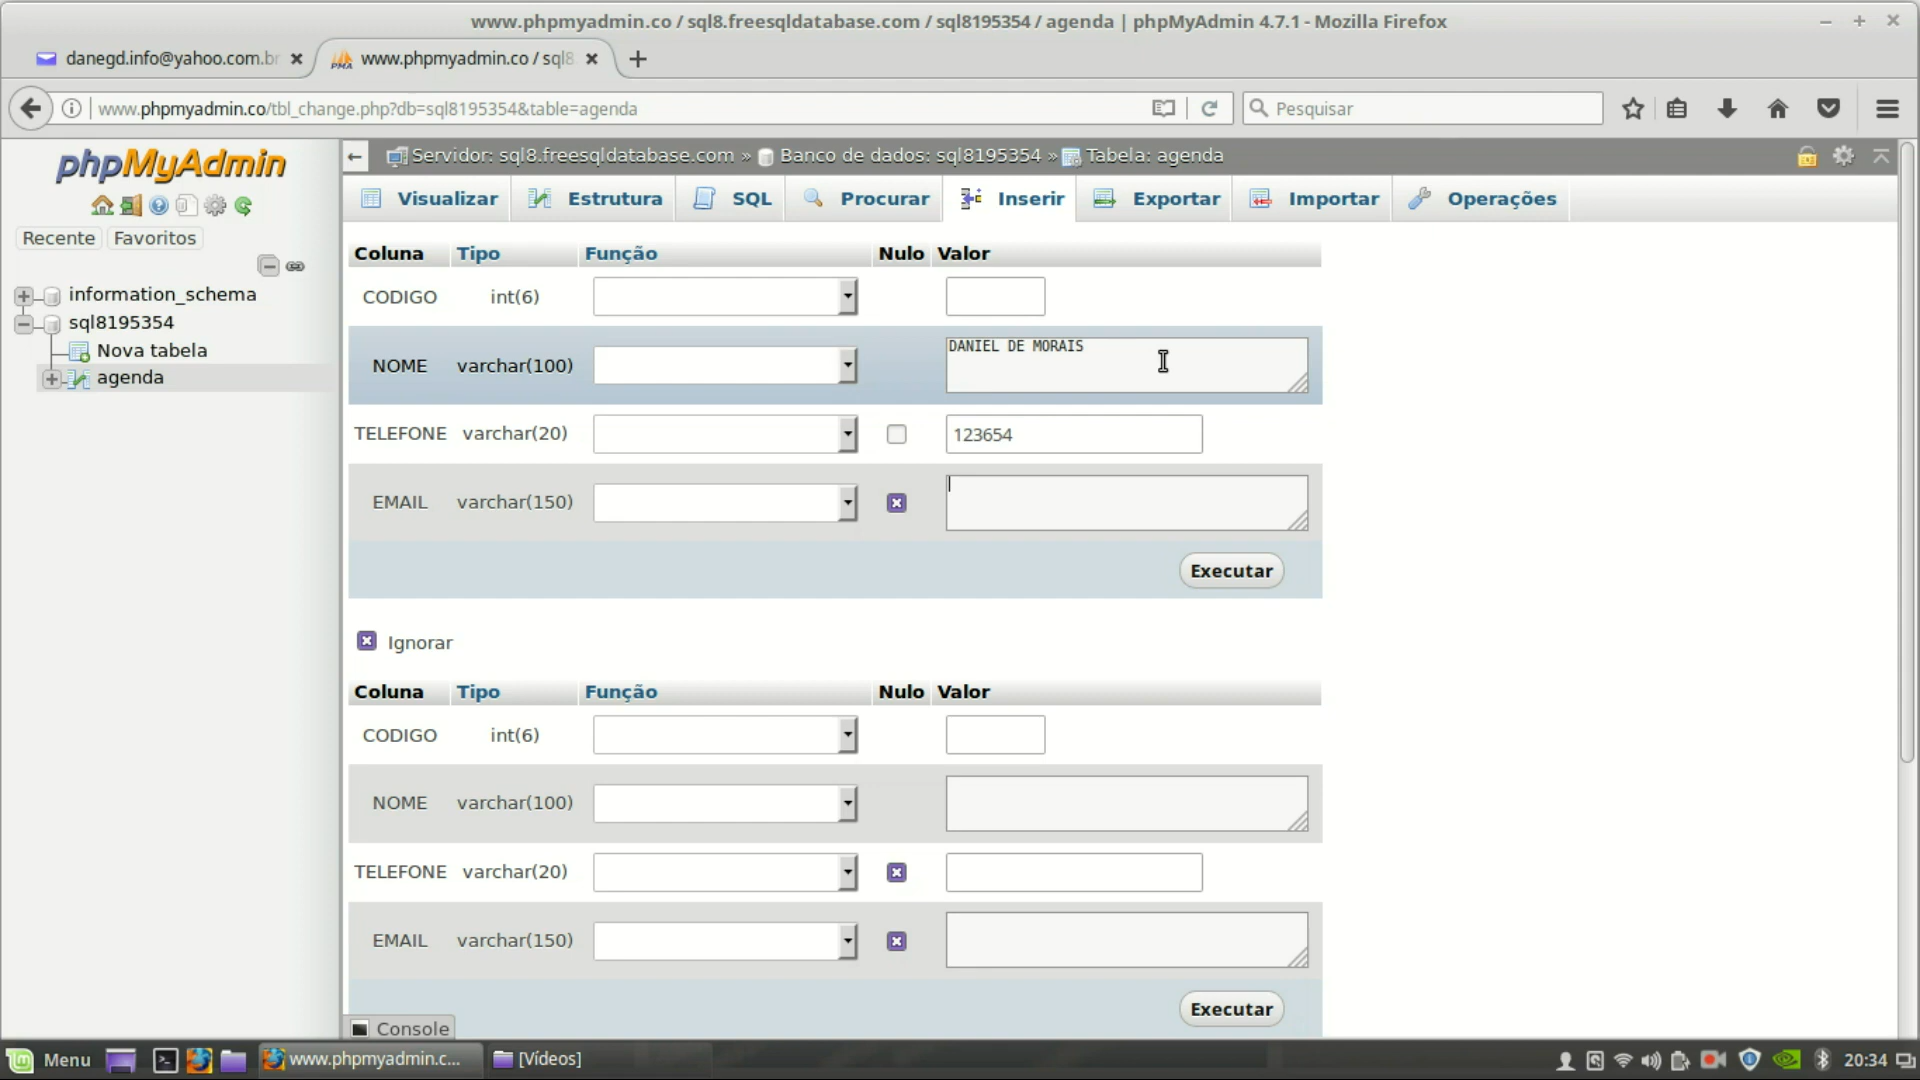 www.phpmyadmin.co / sql8.freesqldatabase.com / sql8195354 / agenda | phpMyAdmin 4.7.1 - Mozilla Firefox
danegd.info@yahoo.com.br
www.phpmyadmin.co / sql8
www.phpmyadmin.co/tbl_change.php?db=sql8195354&table=agenda
Pesquisar
phpMyAdmin
Recente
Favoritos
information_schema
sql8195354
Nova tabela
agenda
Servidor: sql8.freesqldatabase.com » Banco de dados: sql8195354 » Tabela: agenda
Visualizar Estrutura SQL Procurar Inserir Exportar Importar Operações
Coluna Tipo Função Nulo Valor
CODIGO int(6)
NOME varchar(100) DANIEL DE MORAIS
TELEFONE varchar(20) 123654
EMAIL varchar(150)
Executar
Ignorar
Coluna Tipo Função Nulo Valor
CODIGO int(6)
NOME varchar(100)
TELEFONE varchar(20)
EMAIL varchar(150)
Executar
Console
Menu
www.phpmyadmin.c...
[Vídeos]
20:34